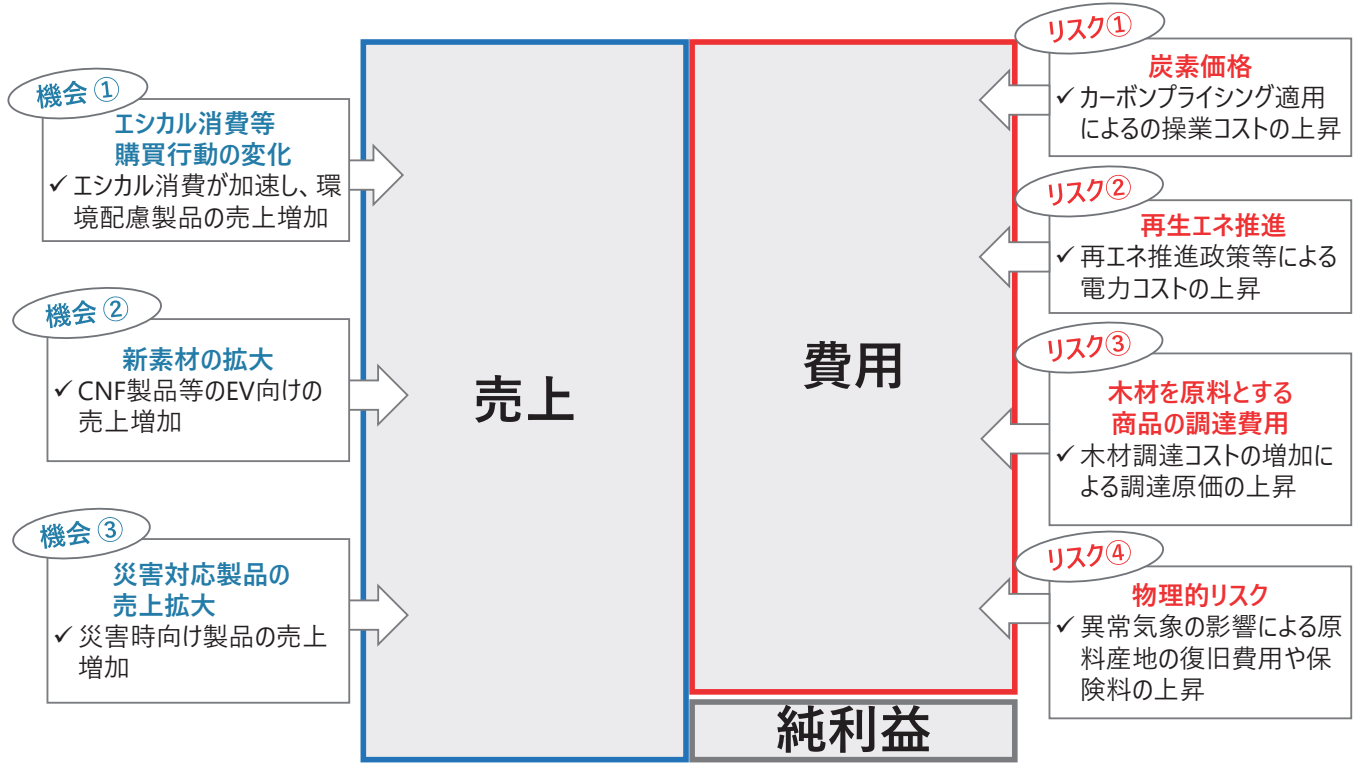 機会 ①
エシカル消費等
購買行動の変化
✓ エシカル消費が加速し、環
境配慮製品の売上増加
機会 ②
新素材の拡大
✓ CNF製品等のEV向けの
売上増加
機会 ③
災害対応製品の
売上拡大
✓ 災害時向け製品の売上
増加
売上
費用
純利益
リスク①
炭素価格
✓ カーボンプライシング適用
によるの操業コストの上昇
リスク②
再生エネ推進
✓ 再エネ推進政策等による
電力コストの上昇
リスク③
木材を原料とする
商品の調達費用
✓ 木材調達コストの増加に
よる調達原価の上昇
リスク④
物理的リスク
✓ 異常気象の影響による原
料産地の復旧費用や保
険料の上昇